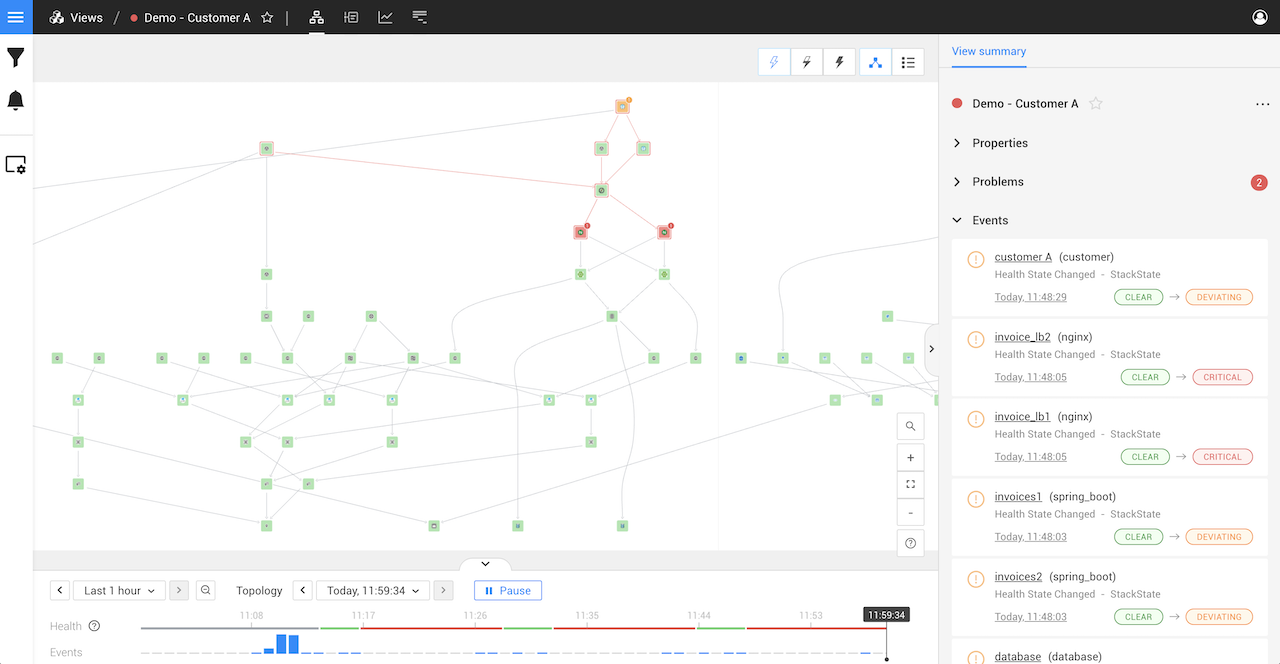 Views / Demo - Customer A
View summary
Demo - Customer A
Properties
Problems 2
Events
customer A (customer)
Health State Changed - StackState
Today, 11:48:29 CLEAR → DEVIATING
invoice_lb2 (nginx)
Health State Changed - StackState
Today, 11:48:05 CLEAR → CRITICAL
invoice_lb1 (nginx)
Health State Changed - StackState
Today, 11:48:05 CLEAR → CRITICAL
invoices1 (spring_boot)
Health State Changed - StackState
Today, 11:48:03 CLEAR → DEVIATING
invoices2 (spring_boot)
Health State Changed - StackState
Today, 11:48:03 CLEAR → DEVIATING
database (database)
Last 1 hour Topology Today, 11:59:34 Pause
11:08 11:17 11:26 11:35 11:44 11:53 11:59:34
Health
Events